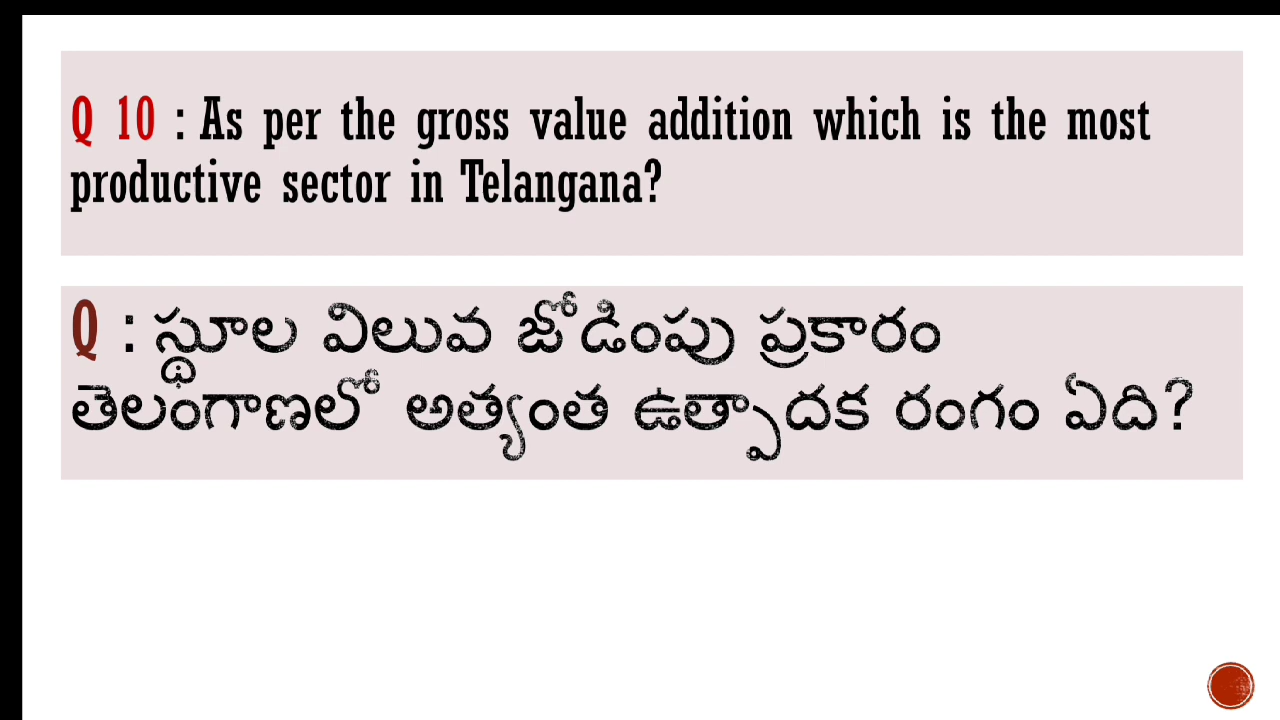 Q 10 : As per the gross value addition which is the most
productive sector in Telangana?
Q : స్థూల విలువ జోడింపు ప్రకారం
తెలంగాణలో అత్యంత ఉత్పాదక రంగం ఏది?